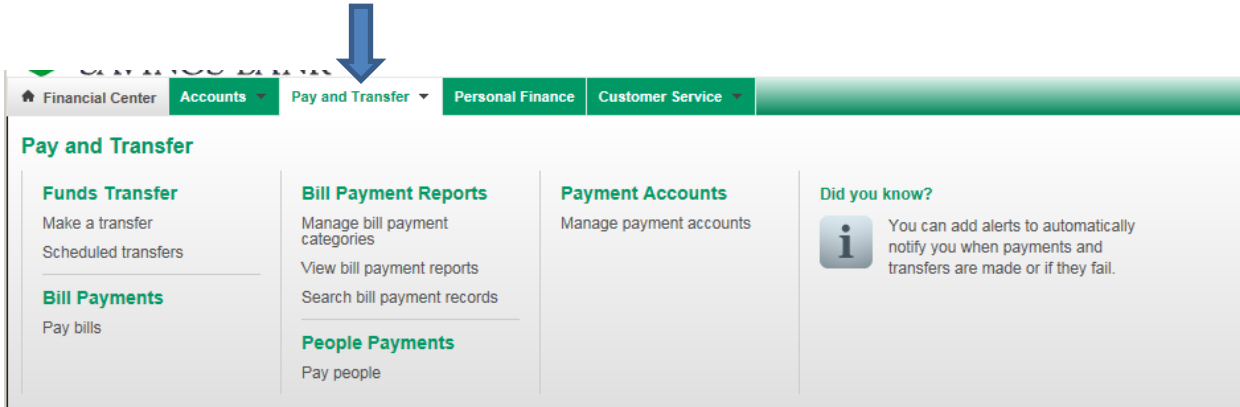 SAVINGS BANK
Financial Center Accounts Pay and Transfer Personal Finance Customer Service
Pay and Transfer
Funds Transfer
Make a transfer
Scheduled transfers
Bill Payments
Pay bills
Bill Payment Reports
Manage bill payment
categories
View bill payment reports
Search bill payment records
People Payments
Pay people
Payment Accounts
Manage payment accounts
Did you know?
i
You can add alerts to automatically
notify you when payments and
transfers are made or if they fail.